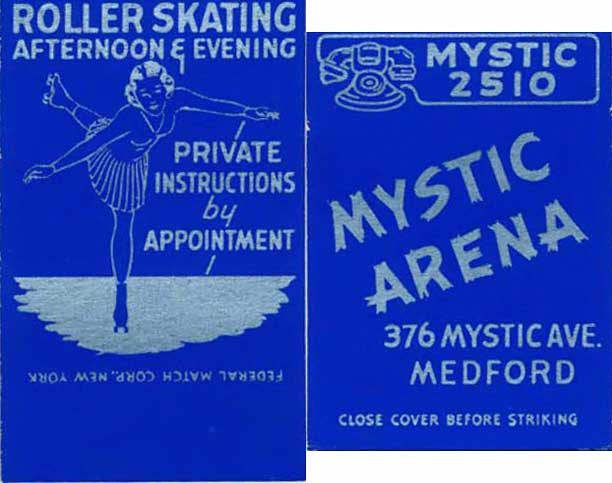 ROLLER SKATING
AFTERNOON & EVENING
PRIVATE
INSTRUCTIONS
by
APPOINTMENT
FEDERAL MATCH CORP. NEW YORK
MYSTIC
2510
MYSTIC
ARENA
376 MYSTIC AVE.
MEDFORD
CLOSE COVER BEFORE STRIKING